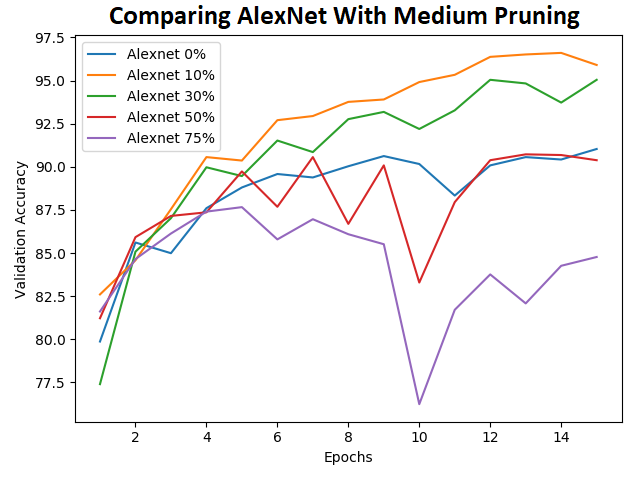 Comparing AlexNet With Medium Pruning
97.5
95.0
92.5
90.0
87.5
85.0
82.5
80.0
77.5
Validation Accuracy
Alexnet 0%
Alexnet 10%
Alexnet 30%
Alexnet 50%
Alexnet 75%
2 4 6 8 10 12 14
Epochs